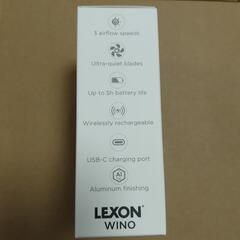 3 airflow speeds
Ultra-quiet blades
Up to 5h battery life
Wirelessly rechargeable
USB-C charging port
Al
Aluminum finishing
LEXON®
WINO